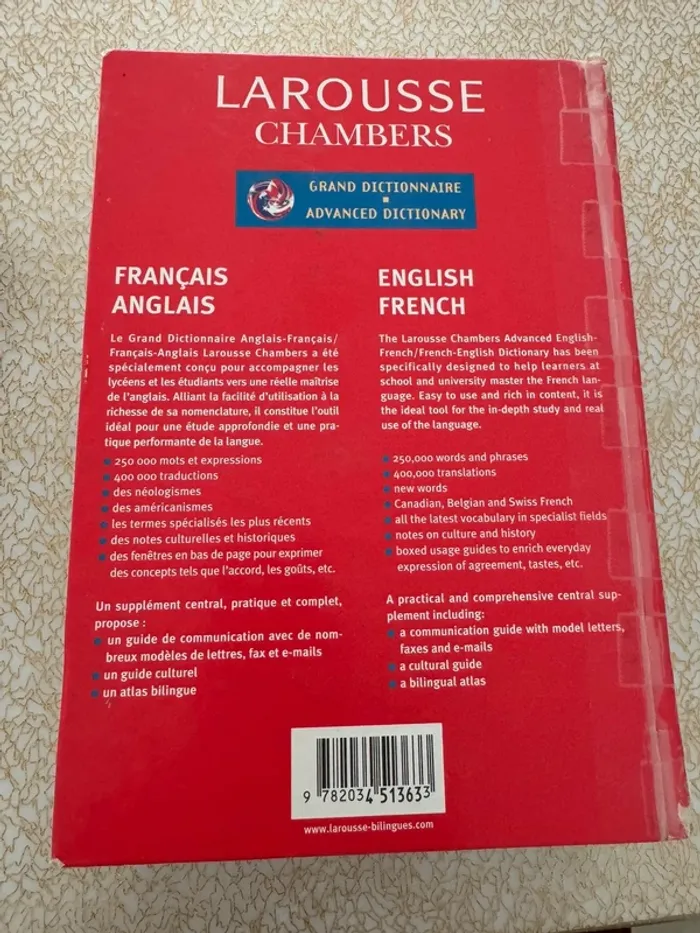 LAROUSSE
CHAMBERS
GRAND DICTIONNAIRE
ADVANCED DICTIONARY
FRANÇAIS
ANGLAIS
Le Grand Dictionnaire Anglais-Français/
Français-Anglais Larousse Chambers a été
spécialement conçu pour accompagner les
lycéens et les étudiants vers une réelle maîtrise
de l'anglais. Alliant la facilité d'utilisation à la
richesse de sa nomenclature, il constitue l'outil
idéal pour une étude approfondie et une pra-
tique performante de la langue.
250 000 mots et expressions
400 000 traductions
des néologismes
des américanismes
les termes spécialisés les plus récents
des notes culturelles et historiques
des fenêtres en bas de page pour exprimer
des concepts tels que l'accord, les goûts, etc.
Un supplément central, pratique et complet,
propose :
un guide de communication avec de nom-
breux modèles de lettres, fax et e-mails
un guide culturel
un atlas bilingue
ENGLISH
FRENCH
The Larousse Chambers Advanced English-
French/French-English Dictionary has been
specifically designed to help learners at
school and university master the French lan-
guage. Easy to use and rich in content, it is
the ideal tool for the in-depth study and real
use of the language.
250,000 words and phrases
400,000 translations
new words
Canadian, Belgian and Swiss French
all the latest vocabulary in specialist fields
notes on culture and history
boxed usage guides to enrich everyday
expression of agreement, tastes, etc.
A practical and comprehensive central sup-
plement including:
a communication guide with model letters,
faxes and e-mails
a cultural guide
a bilingual atlas
9 782034 513633
www.larousse-bilingues.com